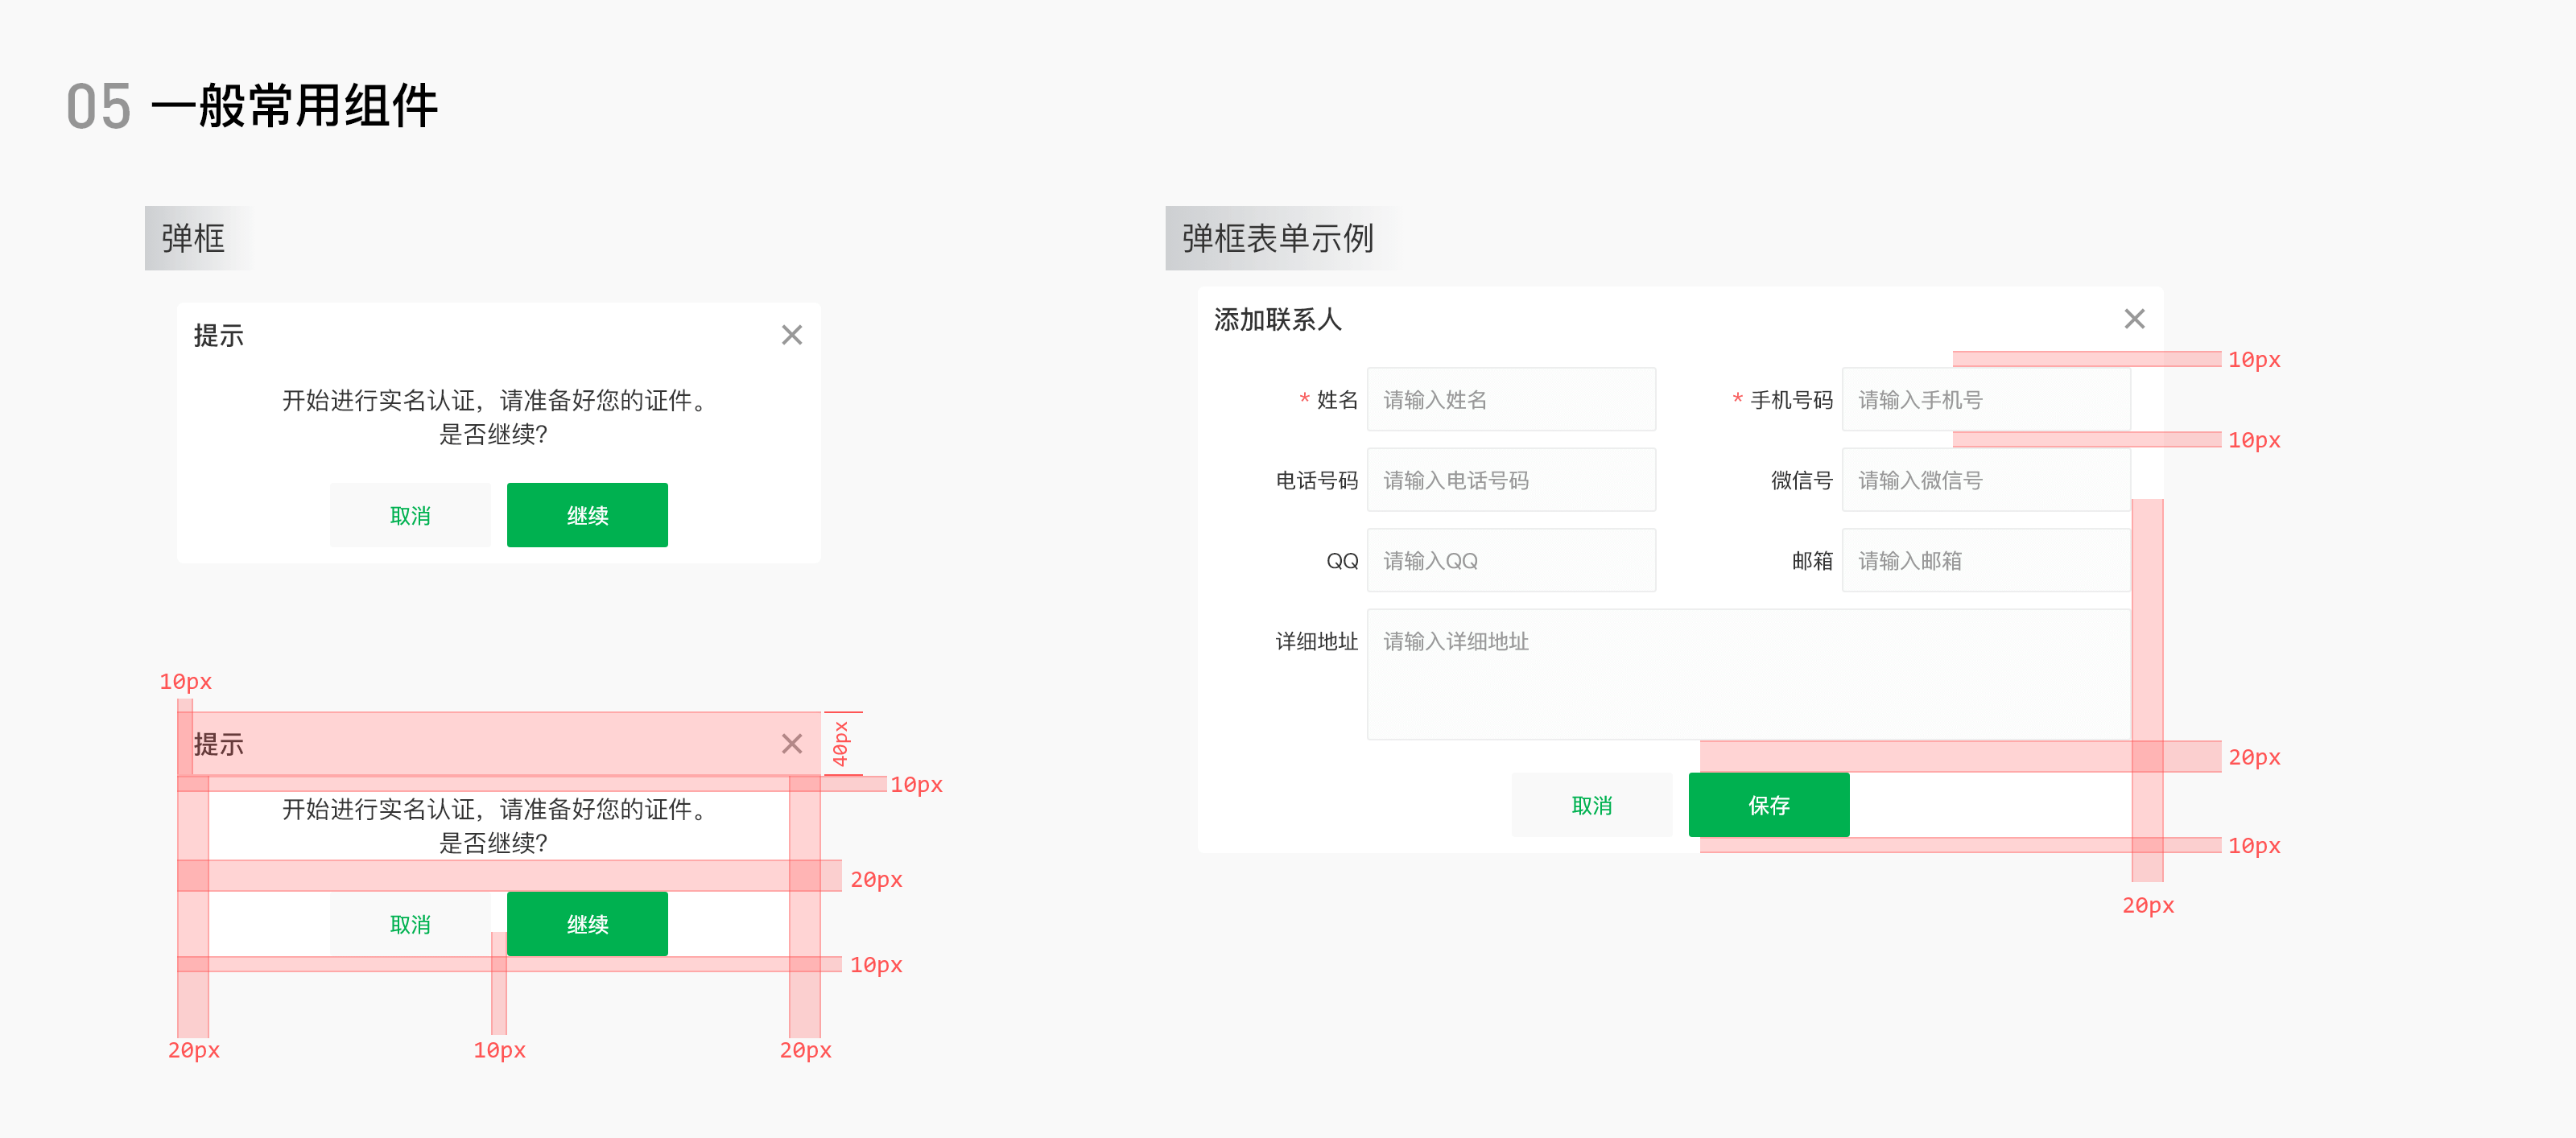 05 一般常用组件
弹框
提示
开始进行实名认证，请准备好您的证件。
是否继续?
取消
继续
10px
提示
40px
10px
开始进行实名认证，请准备好您的证件。
是否继续?
20px
取消
继续
10px
20px
10px
20px
弹框表单示例
添加联系人
10px
* 姓名
请输入姓名
* 手机号码
请输入手机号
10px
电话号码
请输入电话号码
微信号
请输入微信号
QQ
请输入QQ
邮箱
请输入邮箱
详细地址
请输入详细地址
20px
取消
保存
10px
20px